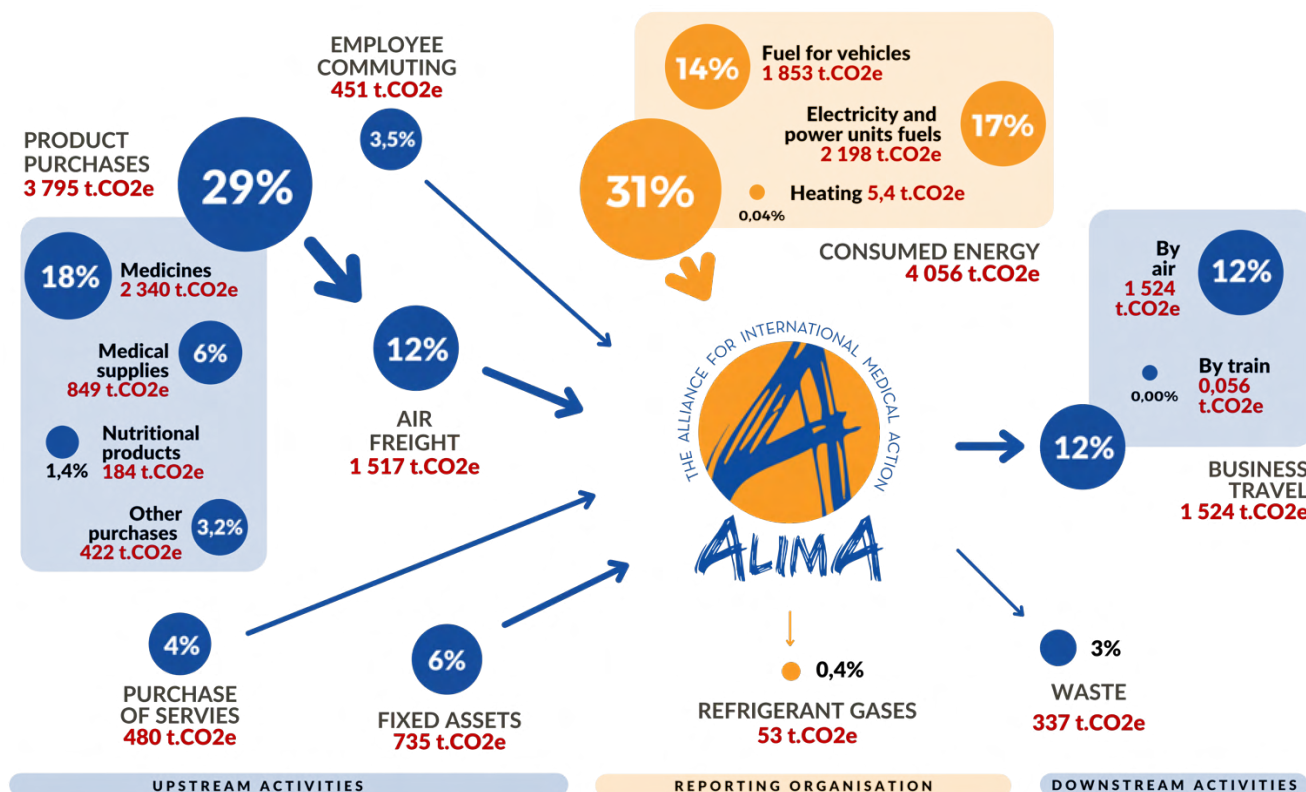 EMPLOYEE
COMMUTING
451 t.CO2e
3,5%
PRODUCT
PURCHASES
3 795 t.CO2e
29%
18%
Medicines
2 340 t.CO2e
Medical
supplies
849 t.CO2e
6%
Nutritional
products
184 t.CO2e
1,4%
Other
purchases
422 t.CO2e
3,2%
12%
AIR
FREIGHT
1 517 t.CO2e
4%
PURCHASE
OF SERVIES
480 t.CO2e
6%
FIXED ASSETS
735 t.CO2e
14%
Fuel for vehicles
1 853 t.CO2e
Electricity and
power units fuels
2 198 t.CO2e
17%
31%
Heating 5,4 t.CO2e
0,04%
CONSUMED ENERGY
4 056 t.CO2e
THE ALLIANCE FOR INTERNATIONAL MEDICAL ACTION
ALIMA
0,4%
REFRIGERANT GASES
53 t.CO2e
By
air
1 524
t.CO2e
12%
By train
0,056
t.CO2e
0,00%
12%
BUSINESS
TRAVEL
1 524 t.CO2e
3%
WASTE
337 t.CO2e
UPSTREAM ACTIVITIES
REPORTING ORGANISATION
DOWNSTREAM ACTIVITIES